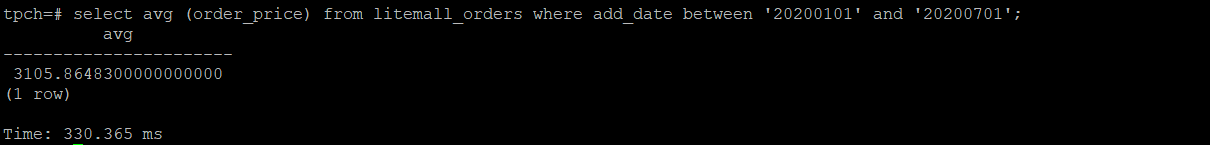 tpch=# select avg (order_price) from litemall_orders where add_date between '20200101' and '20200701';
avg
-----------------------
3105.8648300000000000
(1 row)
Time: 330.365 ms